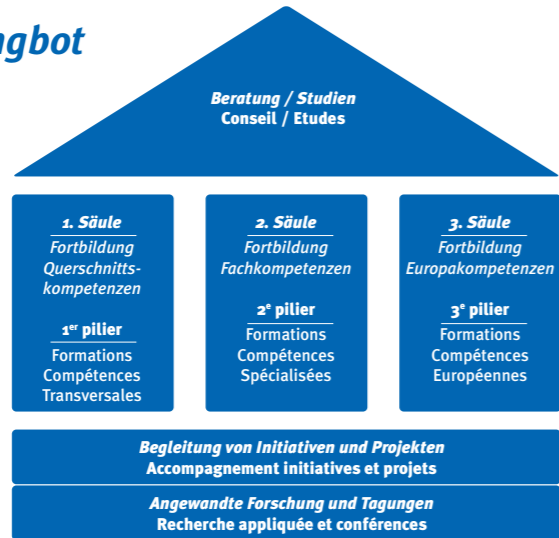 ngbot
Beratung / Studien
Conseil / Etudes
1. Säule
Fortbildung
Querschnitts-
kompetenzen
1er pilier
Formations
Compétences
Transversales
2. Säule
Fortbildung
Fachkompetenzen
2e pilier
Formations
Compétences
Spécialisées
3. Säule
Fortbildung
Europakompetenzen
3e pilier
Formations
Compétences
Européennes
Begleitung von Initiativen und Projekten
Accompagnement initiatives et projets
Angewandte Forschung und Tagungen
Recherche appliquée et conférences